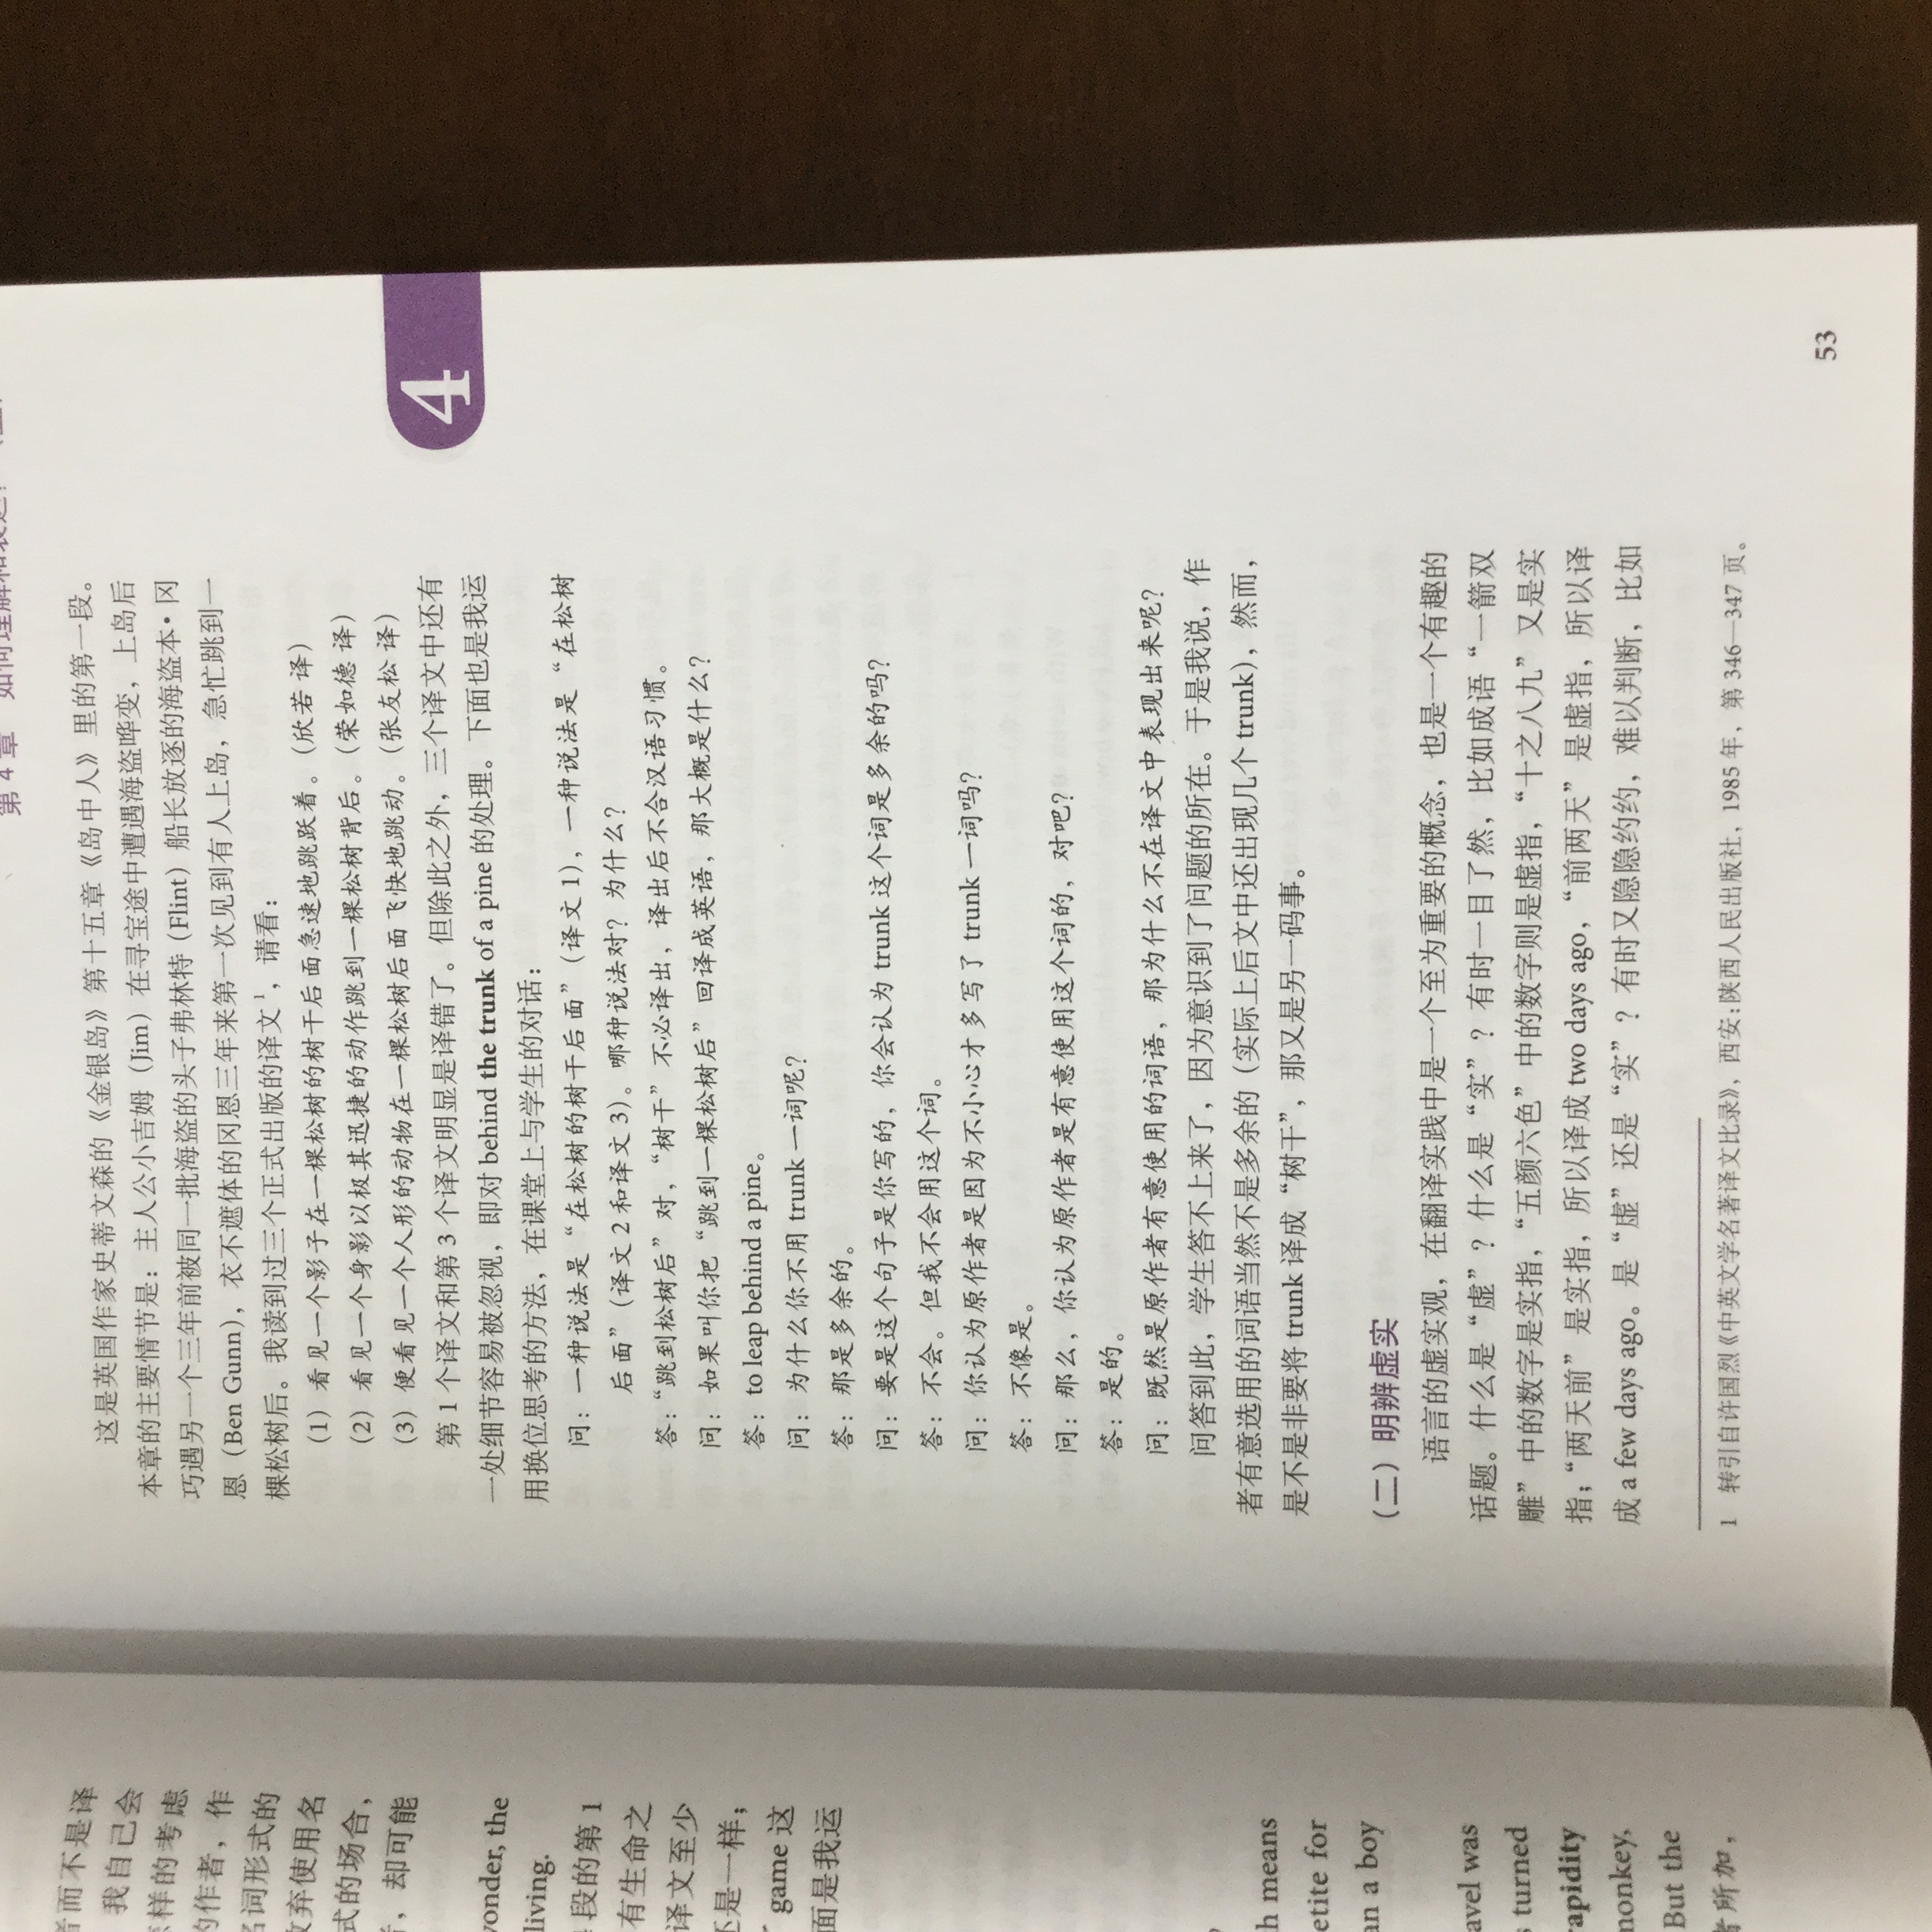 者而不是译
我自己会
怎样的考虑
的作者，作
名词形式的
放弃使用名
式的场合，
者，却可能
wonder, the
living.
段的第 1
有生命之
译文至少
还是一样；
game 这
面是我运
h means
etite for
an a boy
avel was
s turned
rapidity
monkey,
But the
者所加，
第 4 章 如何理解和表达
这是英国作家史蒂文森的《金银岛》第十五章《岛中人》里的第一段。
本章的主要情节是：主人公小吉姆（Jim）在寻宝途中遭遇海盗哗变，上岛后
巧遇另一个三年前被同一批海盗的头子弗林特（Flint）船长放逐的海盗本·冈
恩（Ben Gunn），衣不遮体的冈恩三年来第一次见到有人上岛，急忙跳到一
棵松树后。我读到过三个正式出版的译文1，请看：
（1）看见一个影子在一棵松树的树干后面急速地跳跃着。（欣若 译）
（2）看见一个身影以极其迅捷的动作跳到一棵松树背后。（荣如德 译）
（3）便看见一个人形的动物在一棵松树后面飞快地跳动。（张友松 译）
第 1 个译文和第 3 个译文明显是译错了。但除此之外，三个译文中还有
一处细节容易被忽视，即对 behind the trunk of a pine 的处理。下面也是我运
用换位思考的方法，在课堂上与学生的对话：
问：一种说法是“在松树的树干后面”（译文 1），一种说法是“在松树
后面”（译文 2 和译文 3）。哪种说法对？为什么？
答：“跳到松树后”对，“树干”不必译出，译出后不合汉语习惯。
问：如果叫你把“跳到一棵松树后”回译成英语，那大概是什么？
答：to leap behind a pine。
问：为什么你不用 trunk 一词呢？
答：那是多余的。
问：要是这个句子是你写的，你会认为 trunk 这个词是多余的吗？
答：不会。但我不会用这个词。
问：你认为原作者是因为不小心才多写了 trunk 一词吗？
答：不像是。
问：那么，你认为原作者是有意使用这个词的，对吧？
答：是的。
问：既然是原作者有意使用的词语，那为什么不在译文中表现出来呢？
问答到此，学生答不上来了，因为意识到了问题的所在。于是我说，作
者有意选用的词语当然不是多余的（实际上后文中还出现几个 trunk），然而，
是不是非要将 trunk 译成“树干”，那又是另一码事。
（二）明辨虚实
语言的虚实观，在翻译实践中是一个至为重要的概念，也是一个有趣的
话题。什么是“虚”？什么是“实”？有时一目了然，比如成语“一箭双
雕”中的数字是实指，“五颜六色”中的数字则是虚指，“十之八九”又是实
指；“两天前”是实指，所以译成 two days ago，“前两天”是虚指，所以译
成 a few days ago。是“虚”还是“实”？有时又隐隐约约，难以判断，比如
1 转引自许国烈《中英文学名著译文比录》，西安：陕西人民出版社，1985 年，第 346—347 页。
53
4